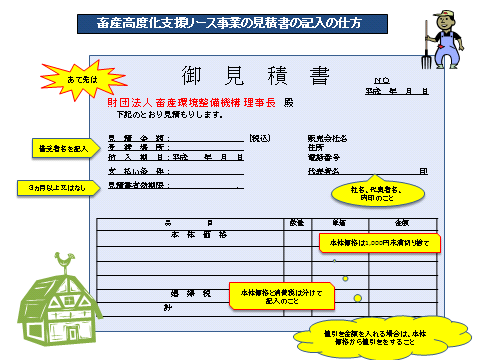 畜産高度化支援リース事業の見積書の記入の仕方
あて先は
御見積書
NO
平成 年 月 日
財団法人畜産環境整備機構 理事長 殿
下記のとおり見積もりします。
見積金額： (税込)
受渡場所：
納入期日：平成 年 月 日
支払い条件：
見積書有効期限：
販売会社名
住所
電話番号
代表者名 印
借受者名を記入
3カ月以上又はなし
社名、代表者名、
時印のこと
品 目 数量 単価 金額
本体価格
本体価格は1,000円未満切り捨て
消費税
本体価格と消費税は分けて
記入のこと
計
値引き金額を入れる場合は、本体
価格から値引きをすること